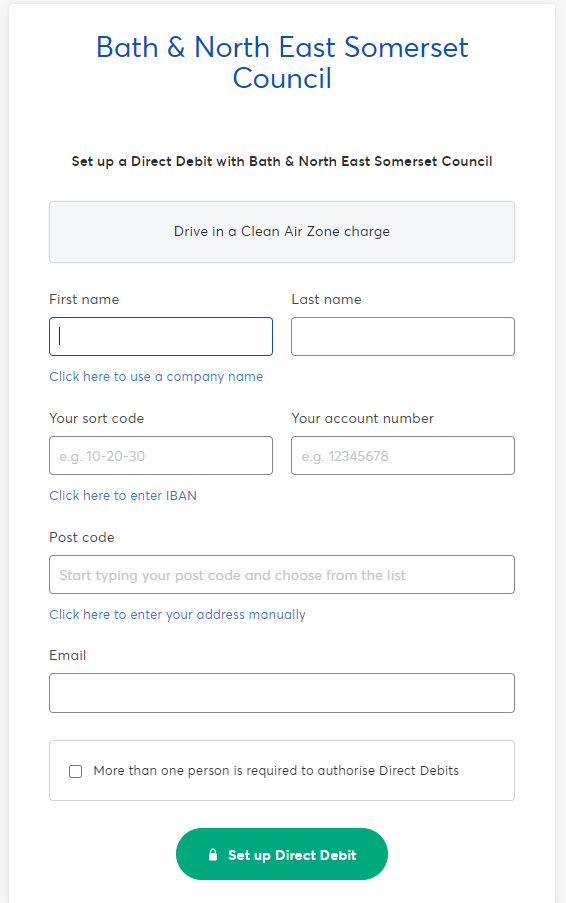 Bath & North East Somerset
Council
Set up a Direct Debit with Bath & North East Somerset Council
Drive in a Clean Air Zone charge
First name
Last name
Click here to use a company name
Your sort code
Your account number
e.g. 10-20-30
e.g. 12345678
Click here to enter IBAN
Post code
Start typing your post code and choose from the list
Click here to enter your address manually
Email
More than one person is required to authorise Direct Debits
Set up Direct Debit